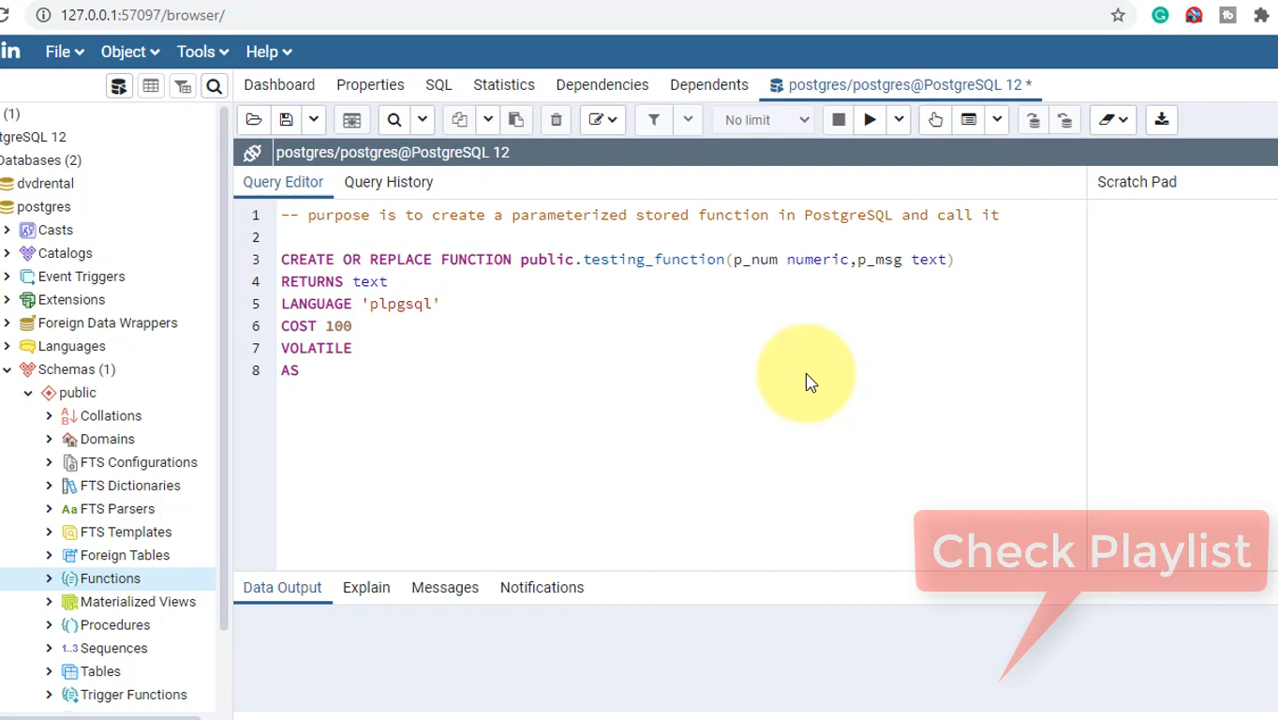 127.0.0.1:57097/browser/
in File Object Tools Help
Dashboard Properties SQL Statistics Dependencies Dependents postgres/postgres@PostgreSQL 12 *
(1)
tgreSQL 12
Databases (2)
dvdrental
postgres
Casts
Catalogs
Event Triggers
Extensions
Foreign Data Wrappers
Languages
Schemas (1)
public
Collations
Domains
FTS Configurations
FTS Dictionaries
Aa FTS Parsers
FTS Templates
Foreign Tables
Functions
Materialized Views
Procedures
1..3 Sequences
Tables
Trigger Functions
No limit
postgres/postgres@PostgreSQL 12
Query Editor Query History
Scratch Pad
1 -- purpose is to create a parameterized stored function in PostgreSQL and call it
2
3 CREATE OR REPLACE FUNCTION public.testing_function(p_num numeric,p_msg text)
4 RETURNS text
5 LANGUAGE 'plpgsql'
6 COST 100
7 VOLATILE
8 AS
Check Playlist
Data Output Explain Messages Notifications